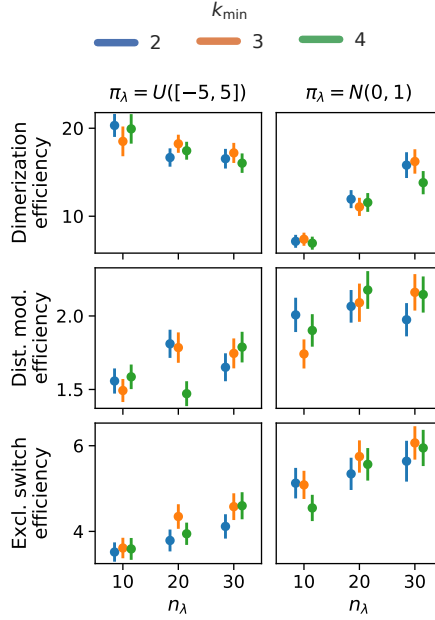 k_min
2 3 4
π_λ = U([−5, 5]) π_λ = N(0, 1)
Dimerization
efficiency
20
10
Dist. mod.
efficiency
2.0
1.5
Excl. switch
efficiency
6
4
10 20 30 10 20 30
n_λ n_λ